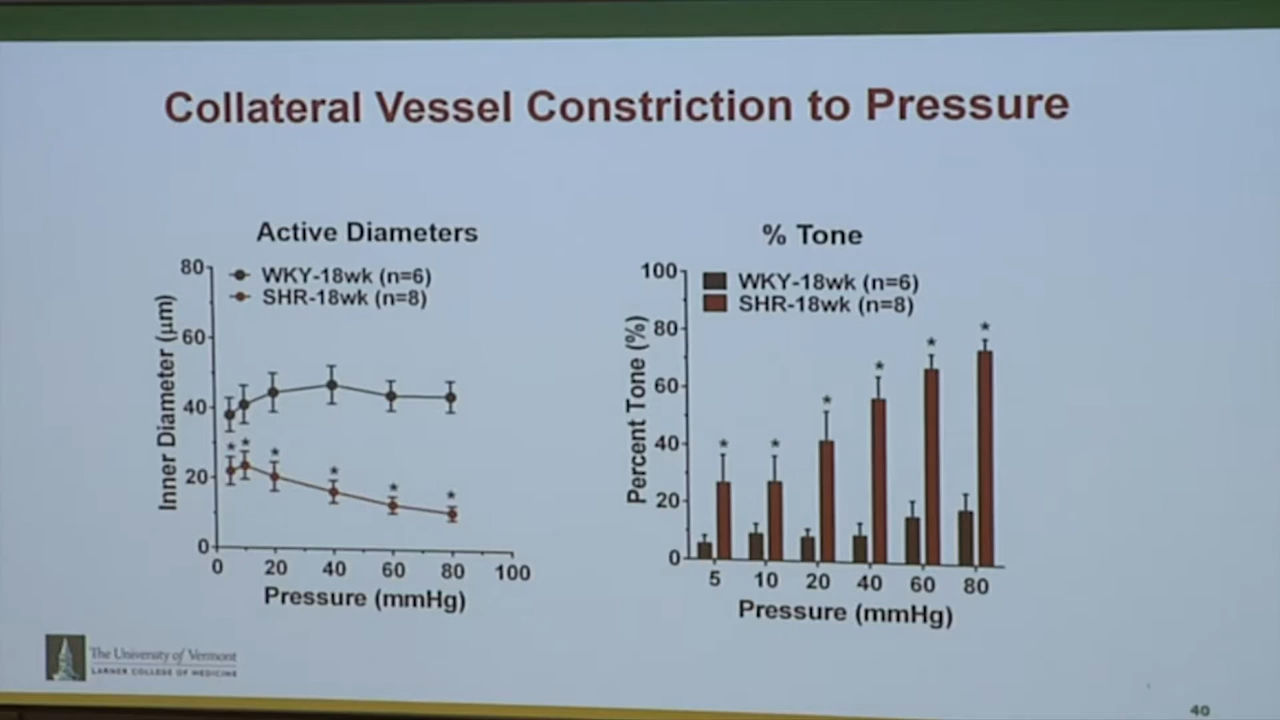 Collateral Vessel Constriction to Pressure
Active Diameters
80
60
40
20
0
Inner Diameter (μm)
WKY-18wk (n=6)
SHR-18wk (n=8)
* *
*
*
*
*
0 20 40 60 80 100
Pressure (mmHg)
% Tone
100
80
60
40
20
0
Percent Tone (%)
WKY-18wk (n=6)
SHR-18wk (n=8)
*
*
*
*
*
*
5 10 20 40 60 80
Pressure (mmHg)
The University of Vermont
LARNER COLLEGE OF MEDICINE
40